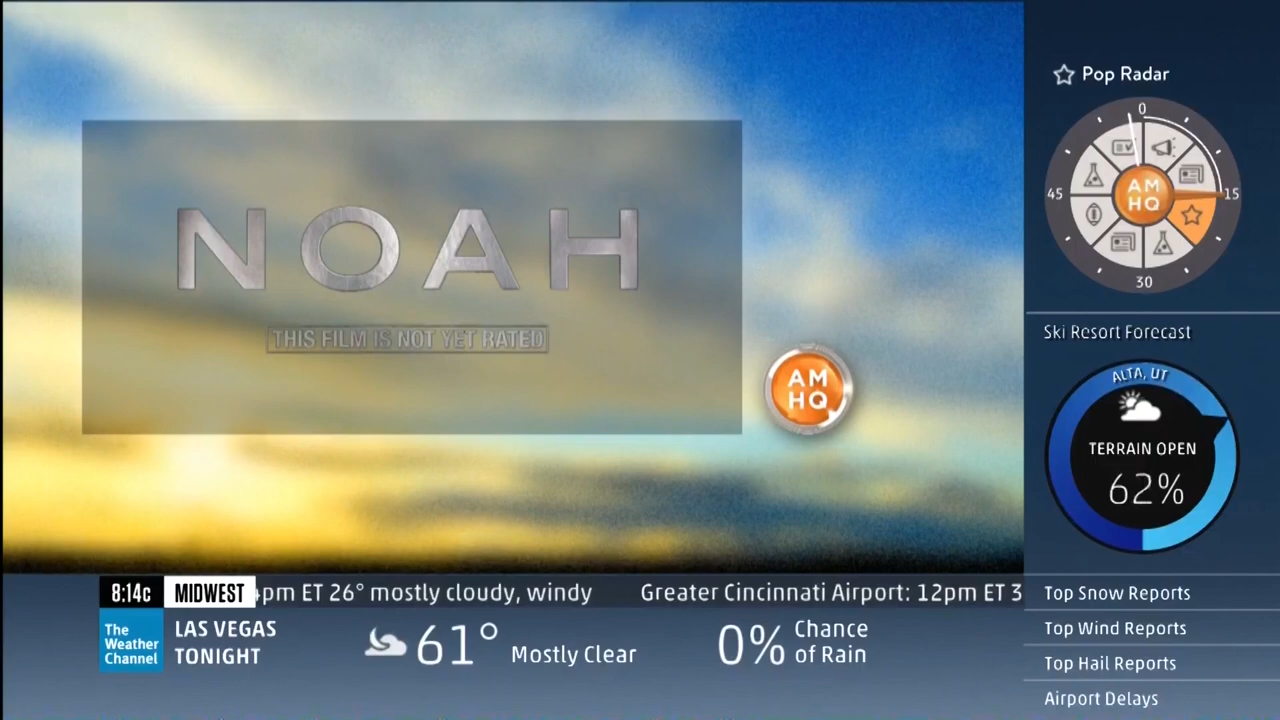 NOAH
THIS FILM IS NOT YET RATED
AM
HQ
Pop Radar
0
15
30
45
AM
HQ
Ski Resort Forecast
ALTA, UT
TERRAIN OPEN
62%
8:14c
MIDWEST
pm ET 26° mostly cloudy, windy
Greater Cincinnati Airport: 12pm ET 3
The
Weather
Channel
LAS VEGAS
TONIGHT
61°
Mostly Clear
0%
Chance
of Rain
Top Snow Reports
Top Wind Reports
Top Hail Reports
Airport Delays